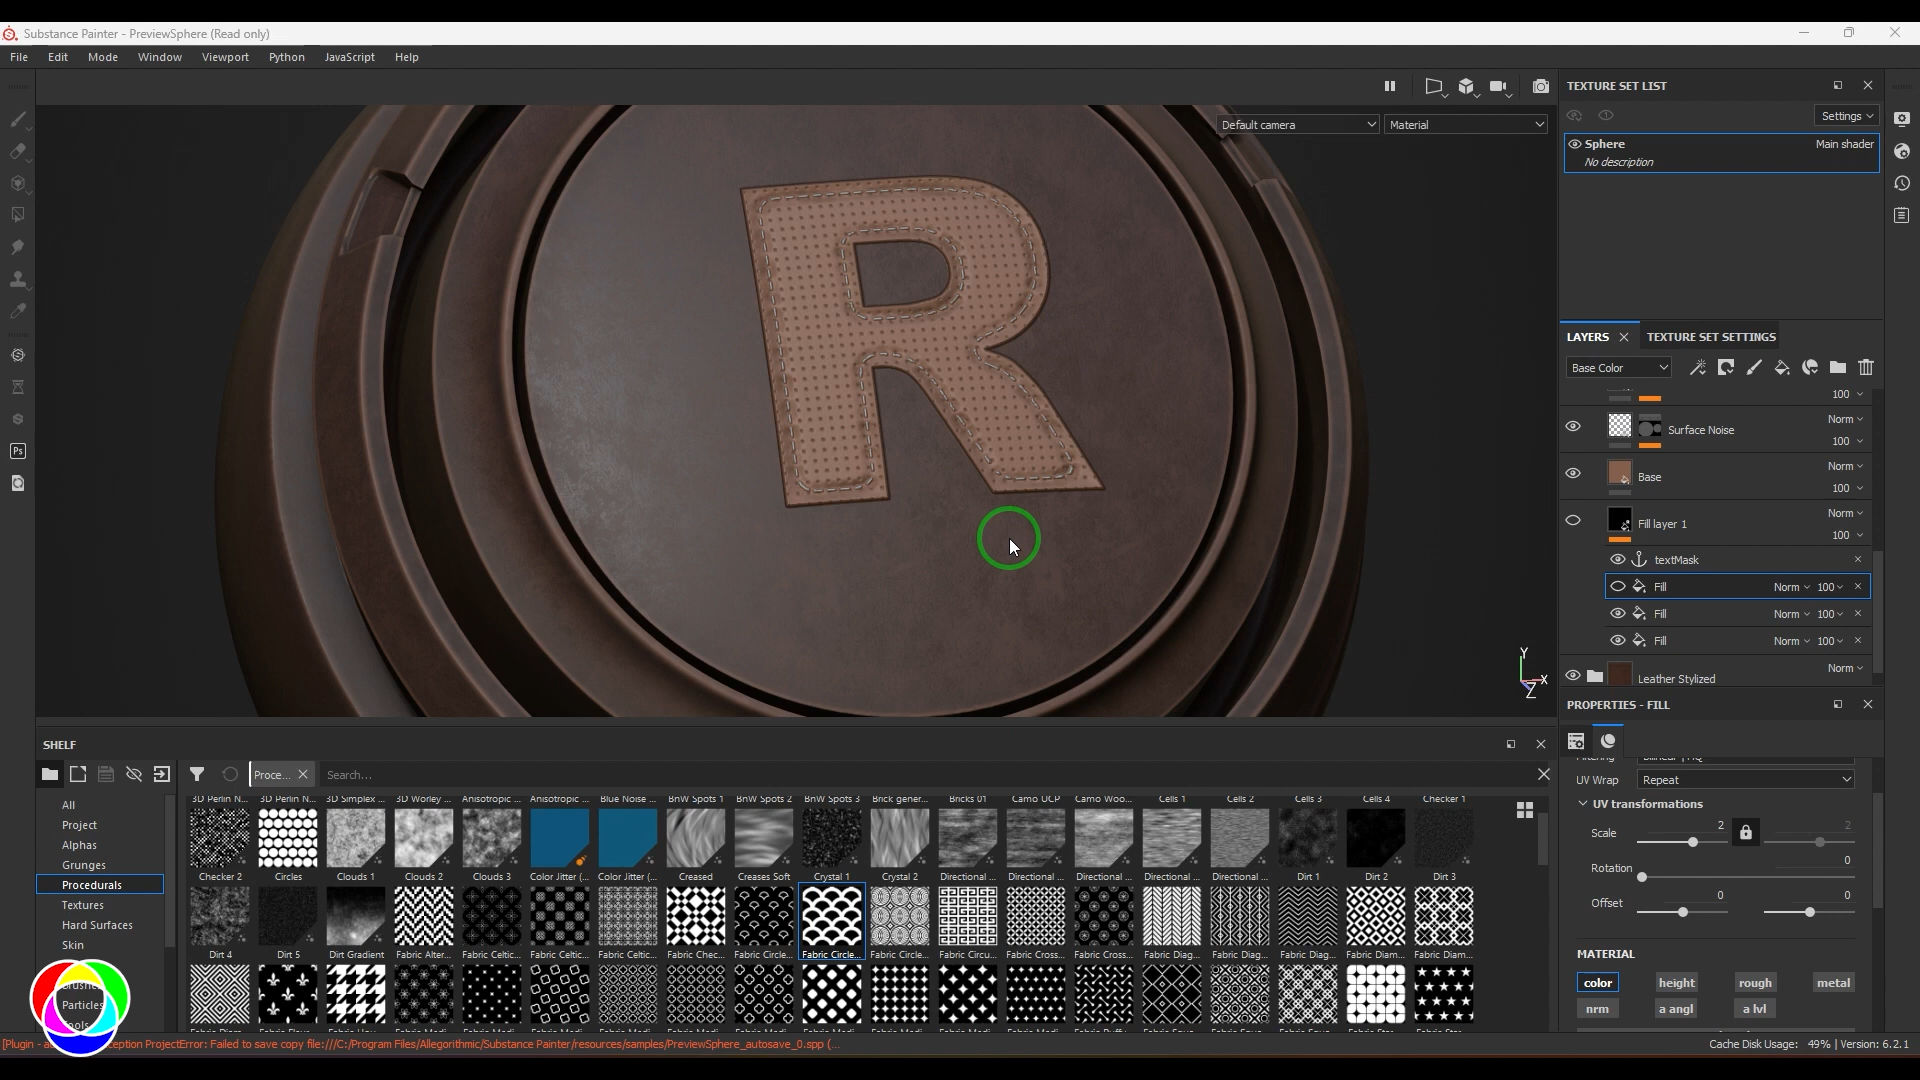 Substance Painter - PreviewSphere (Read only)
File Edit Mode Window Viewport Python JavaScript Help
Default camera
Material
R
Y
X
Z
TEXTURE SET LIST
Settings
Sphere
Main shader
No description
LAYERS
TEXTURE SET SETTINGS
Base Color
100
Surface Noise
Norm
100
Base
Norm
100
Fill layer 1
Norm
100
textMask
Fill Norm 100
Fill Norm 100
Fill Norm 100
Leather Stylized
Norm
PROPERTIES - FILL
UV Wrap
Repeat
UV transformations
Scale
2
2
Rotation
0
Offset
0
0
MATERIAL
color height rough metal
nrm a angl a lvl
SHELF
Proce...
Search...
All
Project
Alphas
Grunges
Procedurals
Textures
Hard Surfaces
Skin
Particles
3D Perlin N... 3D Perlin N... 3D Simplex ... 3D Worley ... Anisotropic ... Anisotropic ... Blue Noise ... BnW Spots 1 BnW Spots 2 BnW Spots 3 Brick gener... Bricks 01 Camo UCP Camo Woo... Cells 1 Cells 2 Cells 3 Cells 4 Checker 1
Checker 2 Circles Clouds 1 Clouds 2 Clouds 3 Color Jitter (... Color Jitter (... Creased Creases Soft Crystal 1 Crystal 2 Directional ... Directional ... Directional ... Directional ... Directional ... Dirt 1 Dirt 2 Dirt 3
Dirt 4 Dirt 5 Dirt Gradient Fabric Alter... Fabric Celtic... Fabric Celtic... Fabric Celtic... Fabric Chec... Fabric Circle... Fabric Circle... Fabric Circle... Fabric Circu... Fabric Cross... Fabric Cross... Fabric Diag... Fabric Diag... Fabric Diag... Fabric Diam... Fabric Diam...
[Plugin - ception ProjectError: Failed to save copy file:///C:/Program Files/Allegorithmic/Substance Painter/resources/samples/PreviewSphere_autosave_0.spp (...
Cache Disk Usage: 49% | Version: 6.2.1
Ps